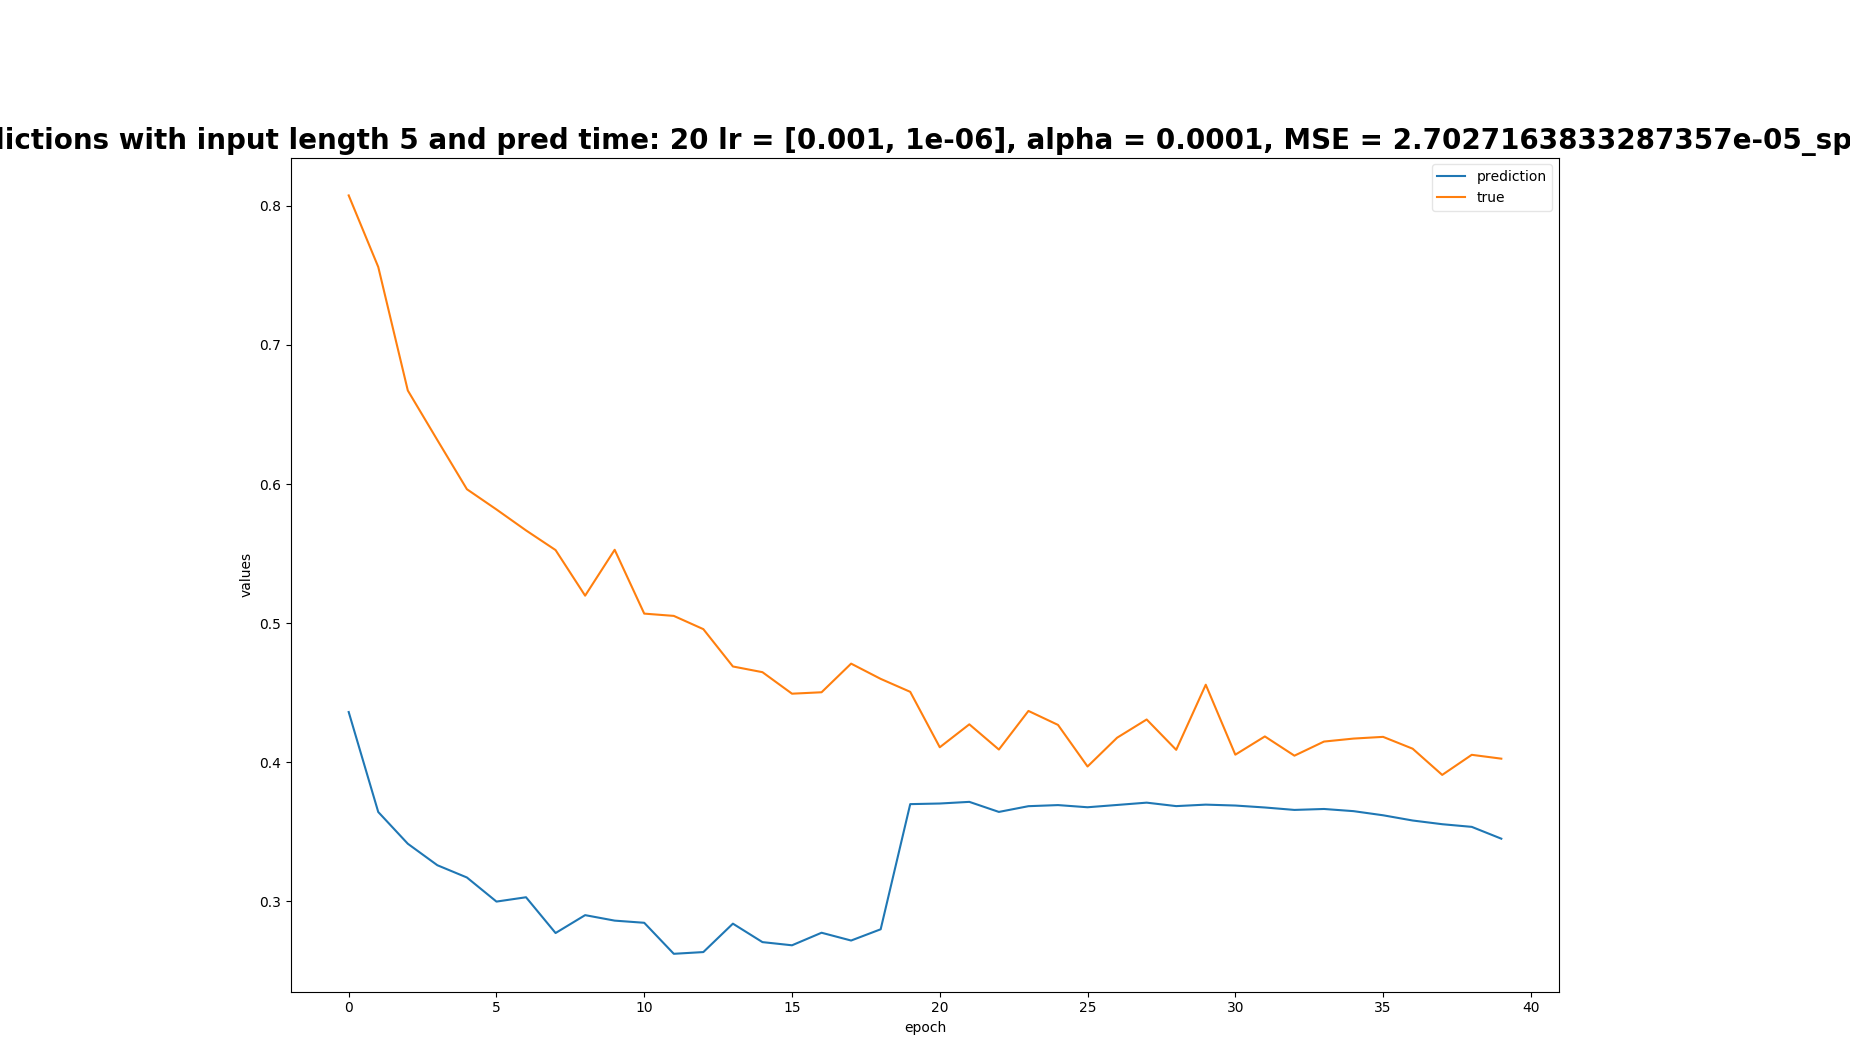 with input length 5 and pred time: 20 lr = [0.001, 1e-06], alpha = 0.0001, MSE = 2.7027163833287357e-05_sp
prediction
true
0.8
0.7
0.6
0.5
0.4
0.3
values
0 5 10 15 20 25 30 35 40
epoch